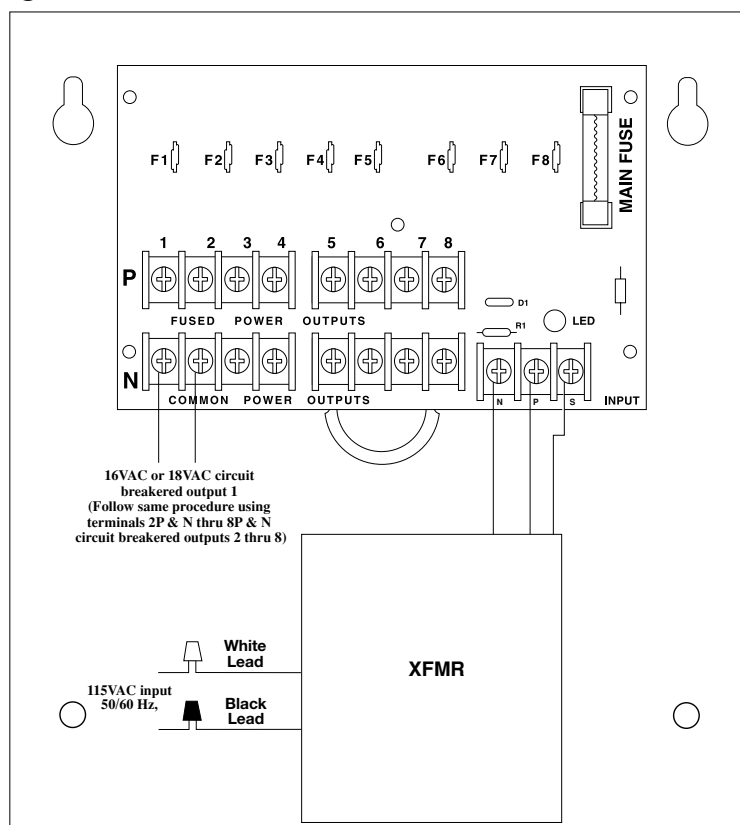 F1 F2 F3 F4 F5 F6 F7 F8
MAIN FUSE
1 2 3 4 5 6 7 8
P
D1
FUSED POWER OUTPUTS
LED
R1
N
N P S
COMMON POWER OUTPUTS
INPUT
16VAC or 18VAC circuit
breakered output 1
(Follow same procedure using
terminals 2P & N thru 8P & N
circuit breakered outputs 2 thru 8)
White
Lead
XFMR
115VAC input
50/60 Hz,
Black
Lead